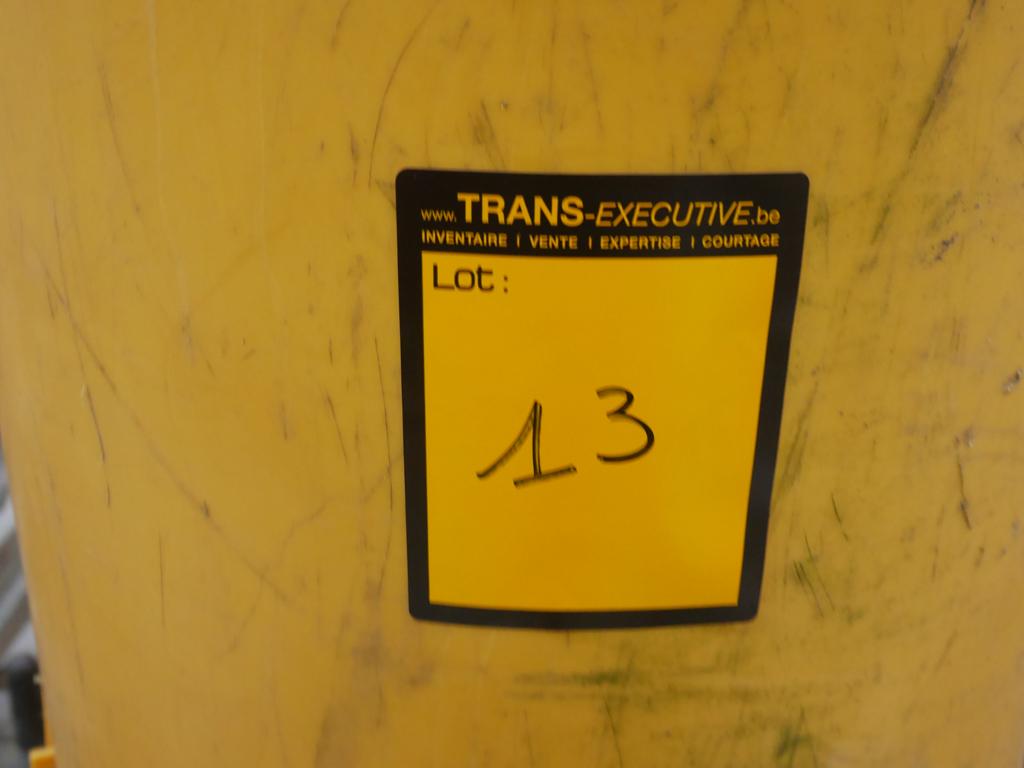 www.TRANS-EXECUTIVE.be
INVENTAIRE | VENTE | EXPERTISE | COURTAGE
Lot:
13